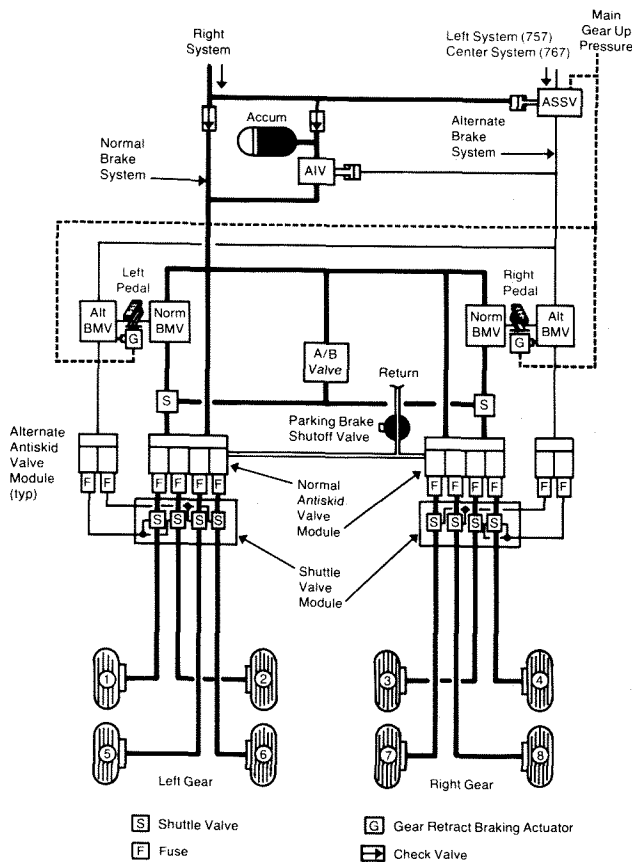 Main
Gear Up
Pressure
Right
System
Left System (757)
Center System (767)
ASSV
Accum
Alternate
Brake
System
Normal
Brake
System
AIV
Left
Pedal
Right
Pedal
Alt
BMV
Norm
BMV
Norm
BMV
Alt
BMV
G
G
A/B
Valve
Return
S
S
Parking Brake
Shutoff Valve
Alternate
Antiskid
Valve
Module
(typ)
F F
F F F F
F F F F
F F
Normal
Antiskid
Valve
Module
S S S S
S S S S
Shuttle
Valve
Module
1
2
3
4
5
6
7
8
Left Gear
Right Gear
S Shuttle Valve
G Gear Retract Braking Actuator
F Fuse
Check Valve